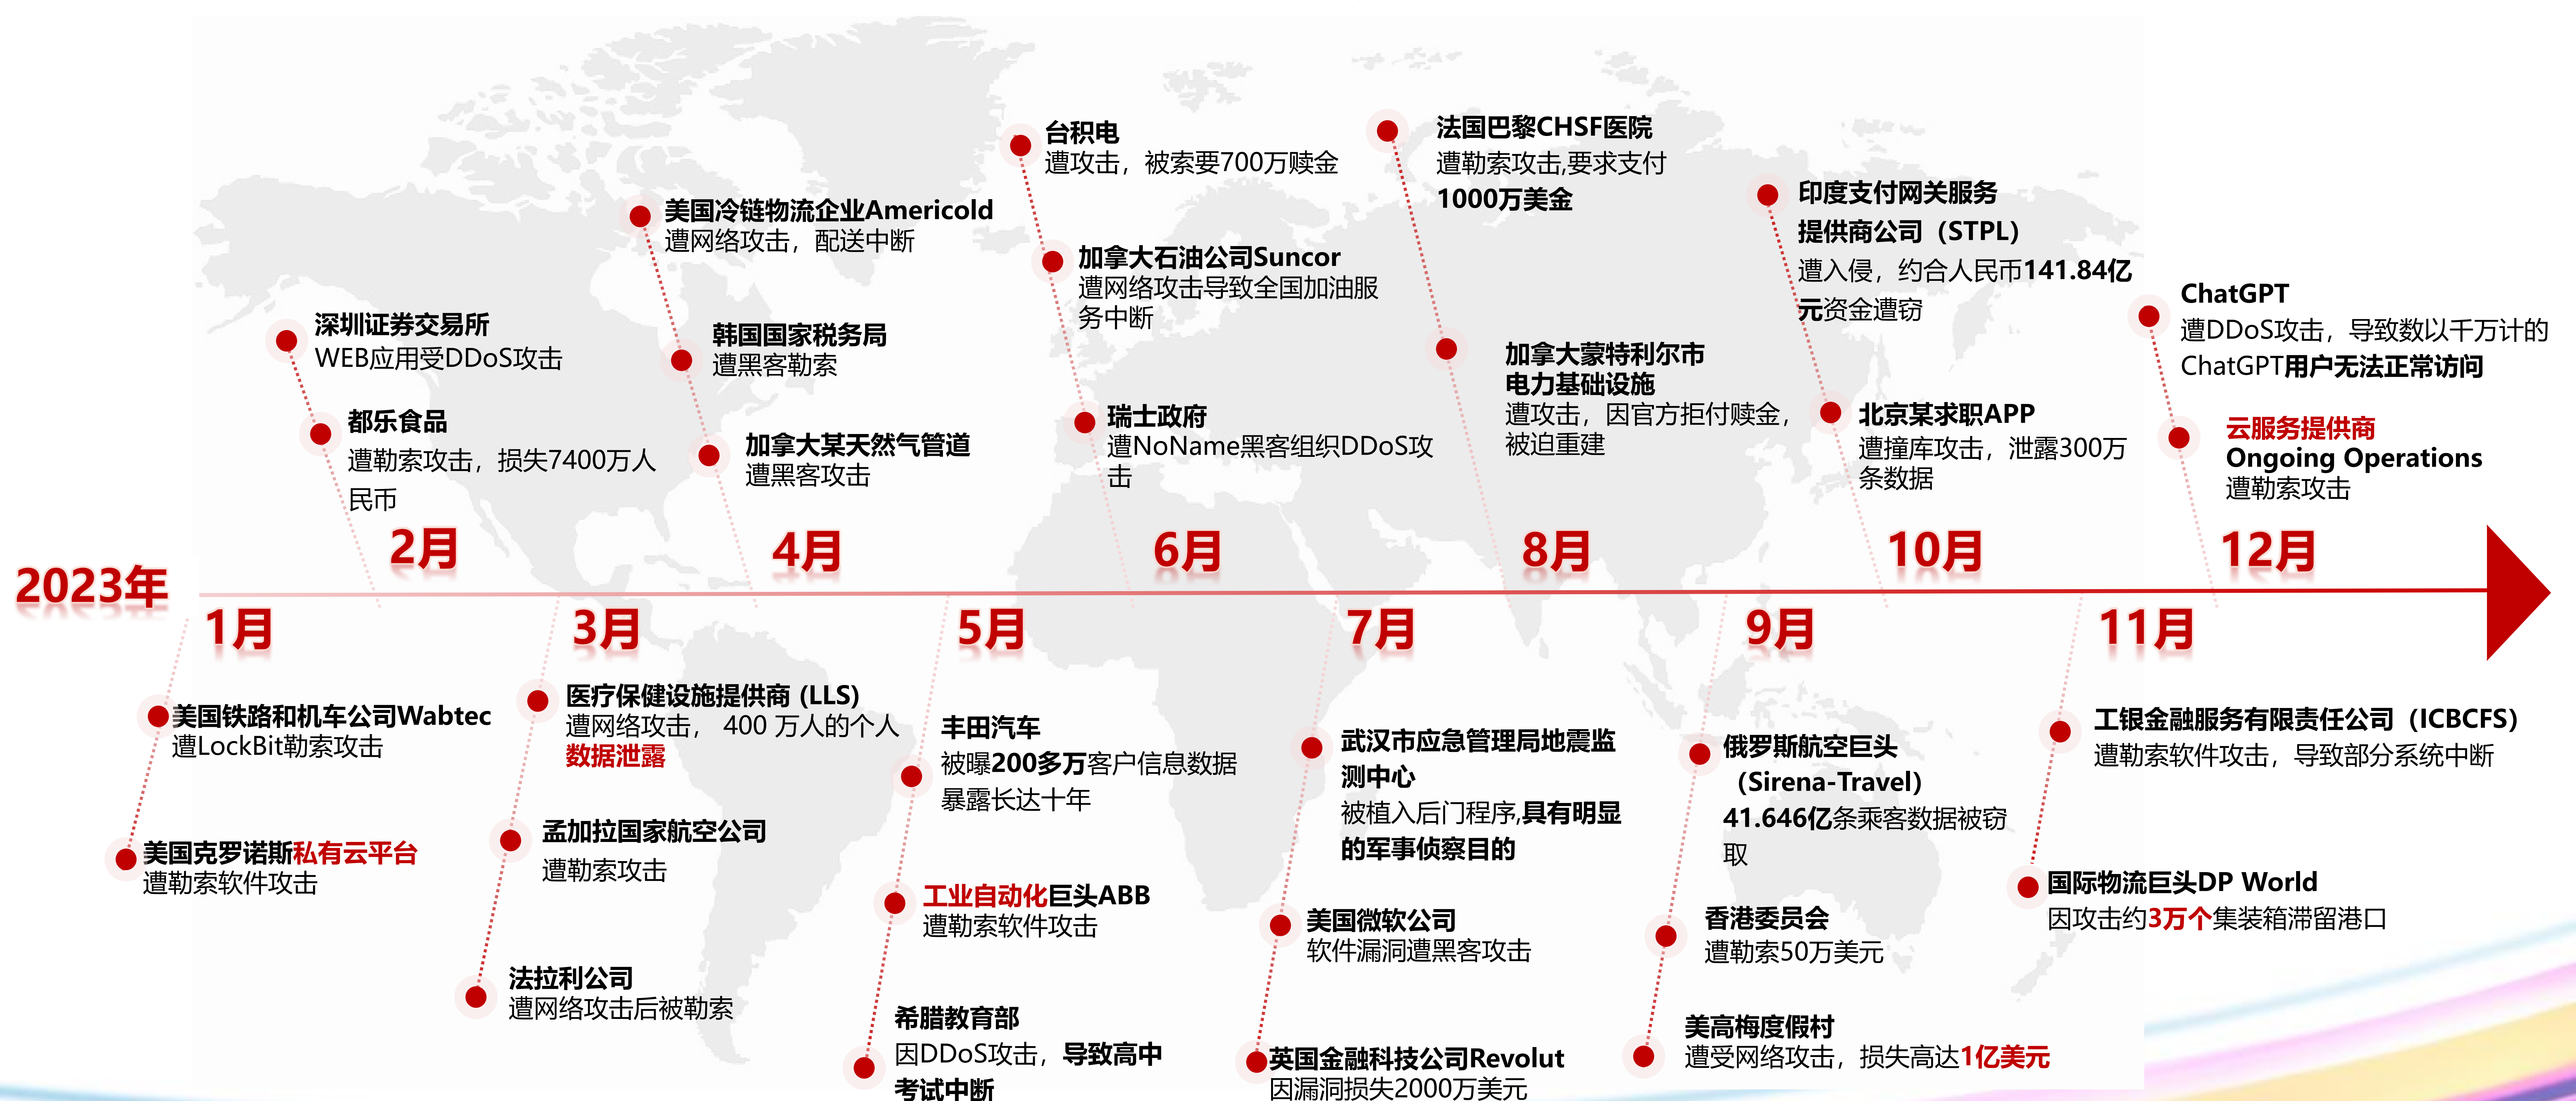 2023年
1月
美国铁路和机车公司Wabtec
遭LockBit勒索攻击
美国克罗诺斯私有云平台
遭勒索软件攻击
2月
深圳证券交易所
WEB应用受DDoS攻击
都乐食品
遭勒索攻击，损失7400万人
民币
3月
医疗保健设施提供商 (LLS)
遭网络攻击， 400 万人的个人
数据泄露
孟加拉国家航空公司
遭勒索攻击
法拉利公司
遭网络攻击后被勒索
4月
美国冷链物流企业Americold
遭网络攻击，配送中断
韩国国家税务局
遭黑客勒索
加拿大某天然气管道
遭黑客攻击
5月
丰田汽车
被曝200多万客户信息数据
暴露长达十年
工业自动化巨头ABB
遭勒索软件攻击
希腊教育部
因DDoS攻击，导致高中
考试中断
6月
台积电
遭攻击，被索要700万赎金
加拿大石油公司Suncor
遭网络攻击导致全国加油服
务中断
瑞士政府
遭NoName黑客组织DDoS攻
击
7月
武汉市应急管理局地震监
测中心
被植入后门程序,具有明显
的军事侦察目的
美国微软公司
软件漏洞遭黑客攻击
英国金融科技公司Revolut
因漏洞损失2000万美元
8月
法国巴黎CHSF医院
遭勒索攻击,要求支付
1000万美金
加拿大蒙特利尔市
电力基础设施
遭攻击，因官方拒付赎金，
被迫重建
9月
俄罗斯航空巨头
（Sirena-Travel）
41.646亿条乘客数据被窃
取
香港委员会
遭勒索50万美元
美高梅度假村
遭受网络攻击，损失高达1亿美元
10月
印度支付网关服务
提供商公司（STPL）
遭入侵，约合人民币141.84亿
元资金遭窃
北京某求职APP
遭撞库攻击，泄露300万
条数据
11月
工银金融服务有限责任公司（ICBCFS）
遭勒索软件攻击，导致部分系统中断
国际物流巨头DP World
因攻击约3万个集装箱滞留港口
12月
ChatGPT
遭DDoS攻击，导致数以千万计的
ChatGPT用户无法正常访问
云服务提供商
Ongoing Operations
遭勒索攻击